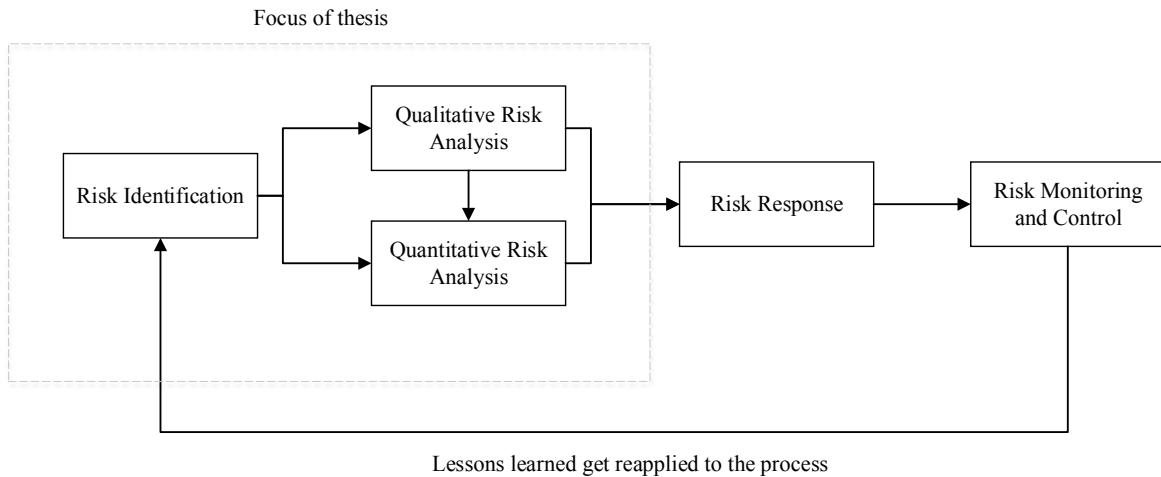 Focus of thesis
Qualitative Risk
Analysis
Risk Identification
Quantitative Risk
Analysis
Risk Response
Risk Monitoring
and Control
Lessons learned get reapplied to the process